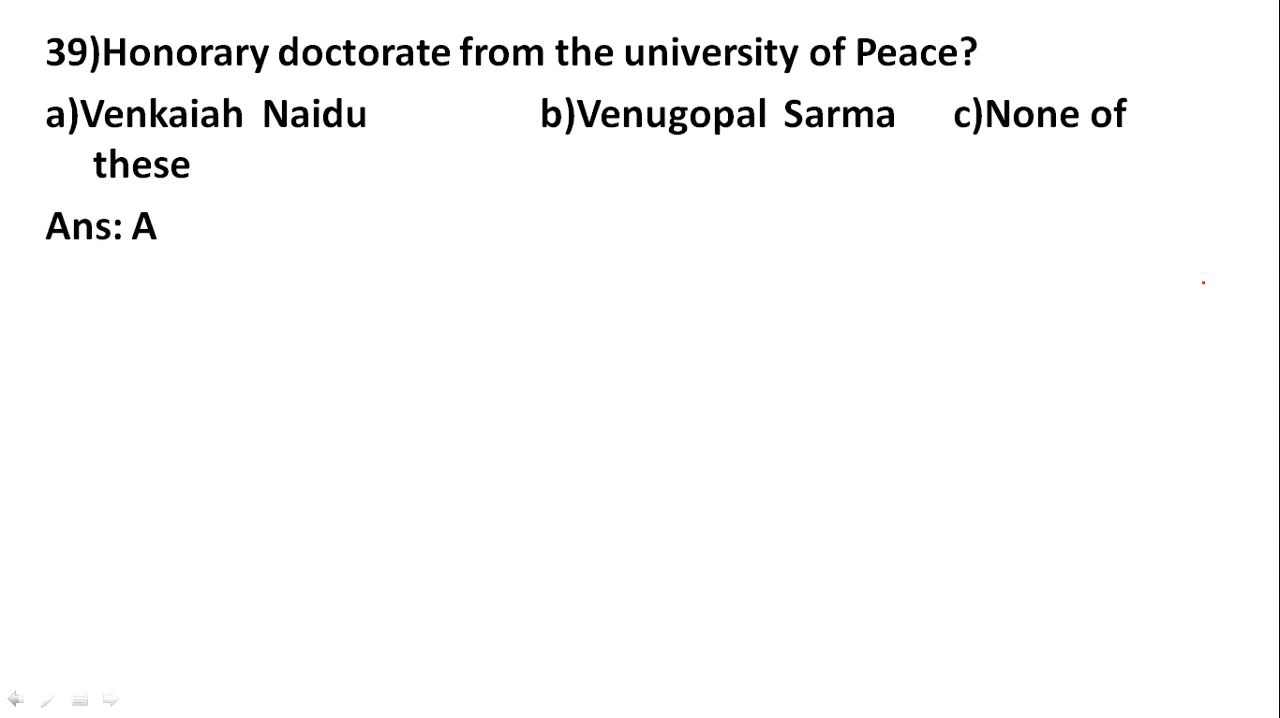 39)Honorary doctorate from the university of Peace?
a)Venkaiah Naidu b)Venugopal Sarma c)None of
these
Ans: A